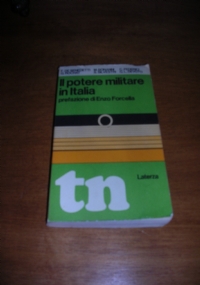 Il potere militare
in Italia
prefazione di Enzo Forcella
tn
Laterza